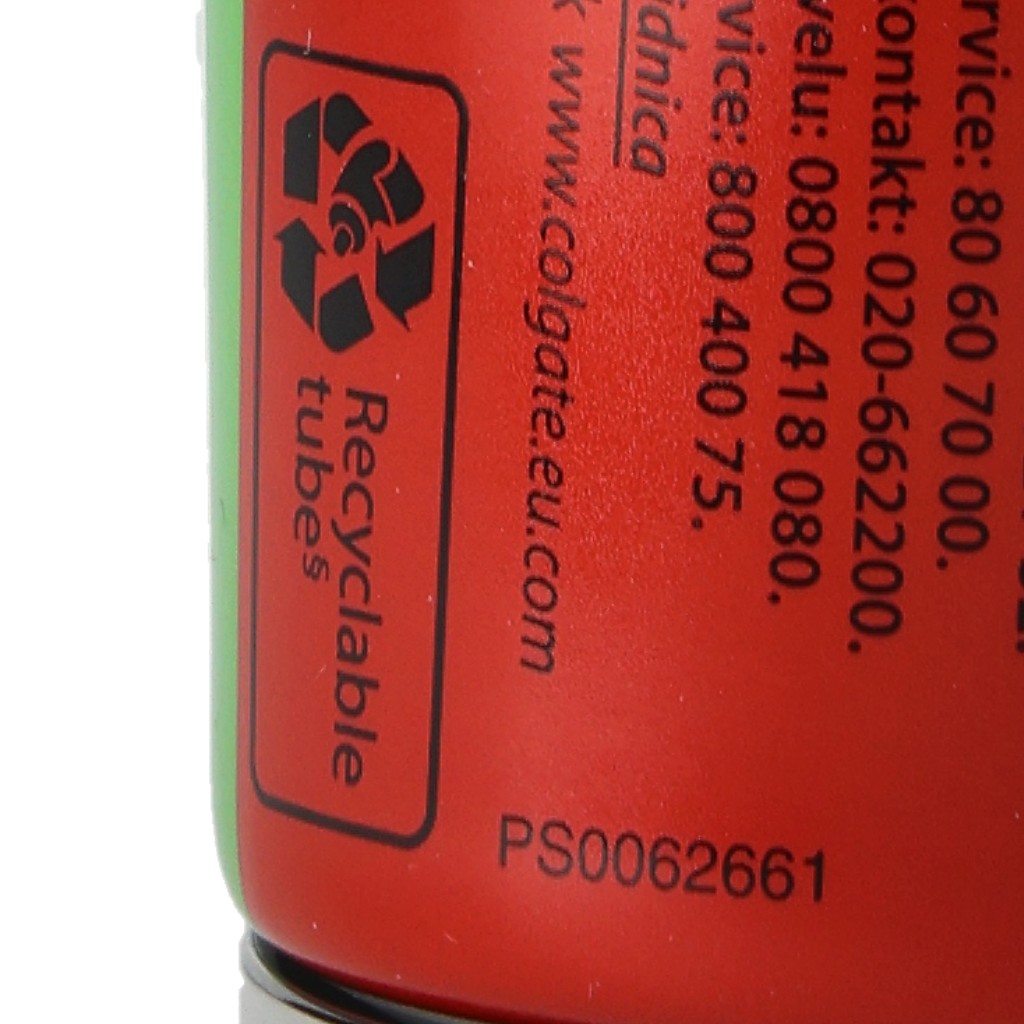 rvice: 80 60 70 00.
kontakt: 020-662200.
velu: 0800 418 080.
vice: 800 400 75.
idnica
k www.colgate.eu.com
Recyclable
tube§
PS0062661